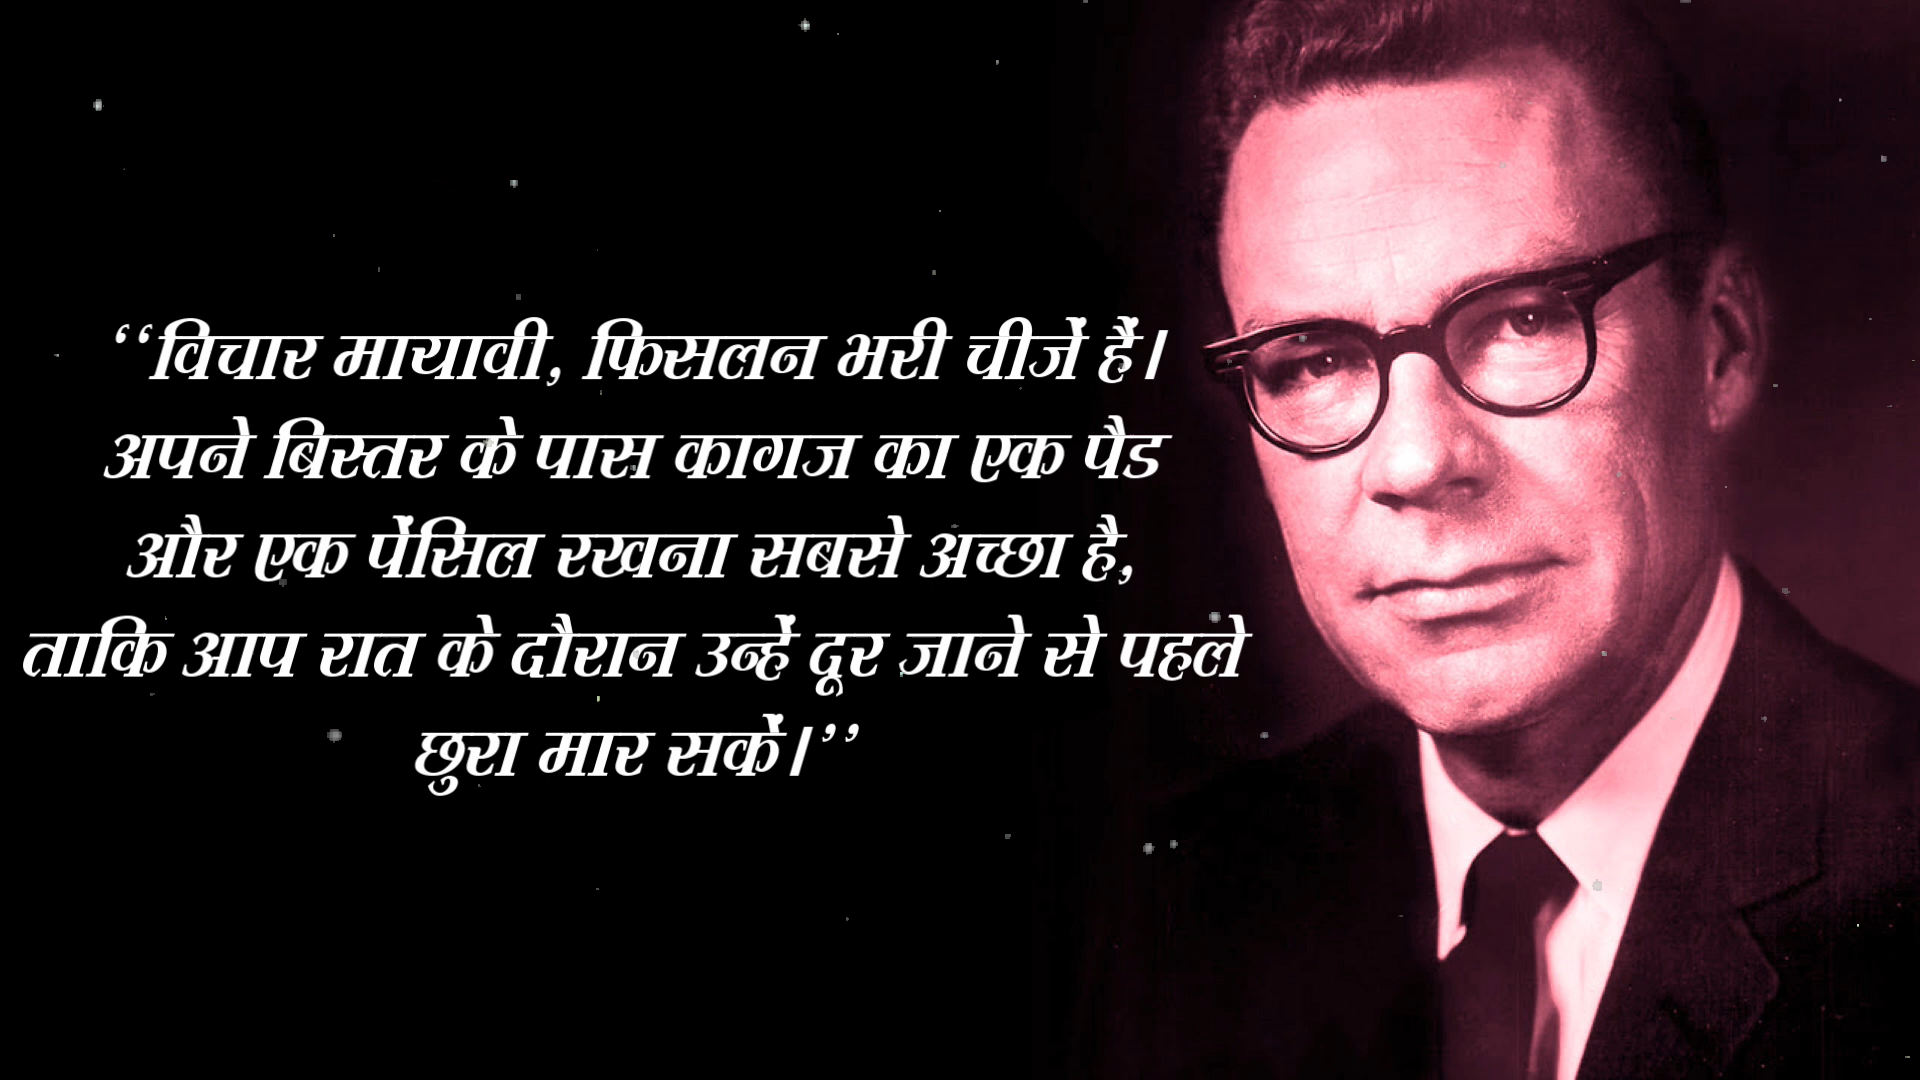 ‘‘विचार मायावी, फिसलन भरी चीजें हैं।
अपने बिस्तर के पास कागज का एक पैड
और एक पेंसिल रखना सबसे अच्छा है,
ताकि आप रात के दौरान उन्हें दूर जाने से पहले
छुरा मार सकें।’’